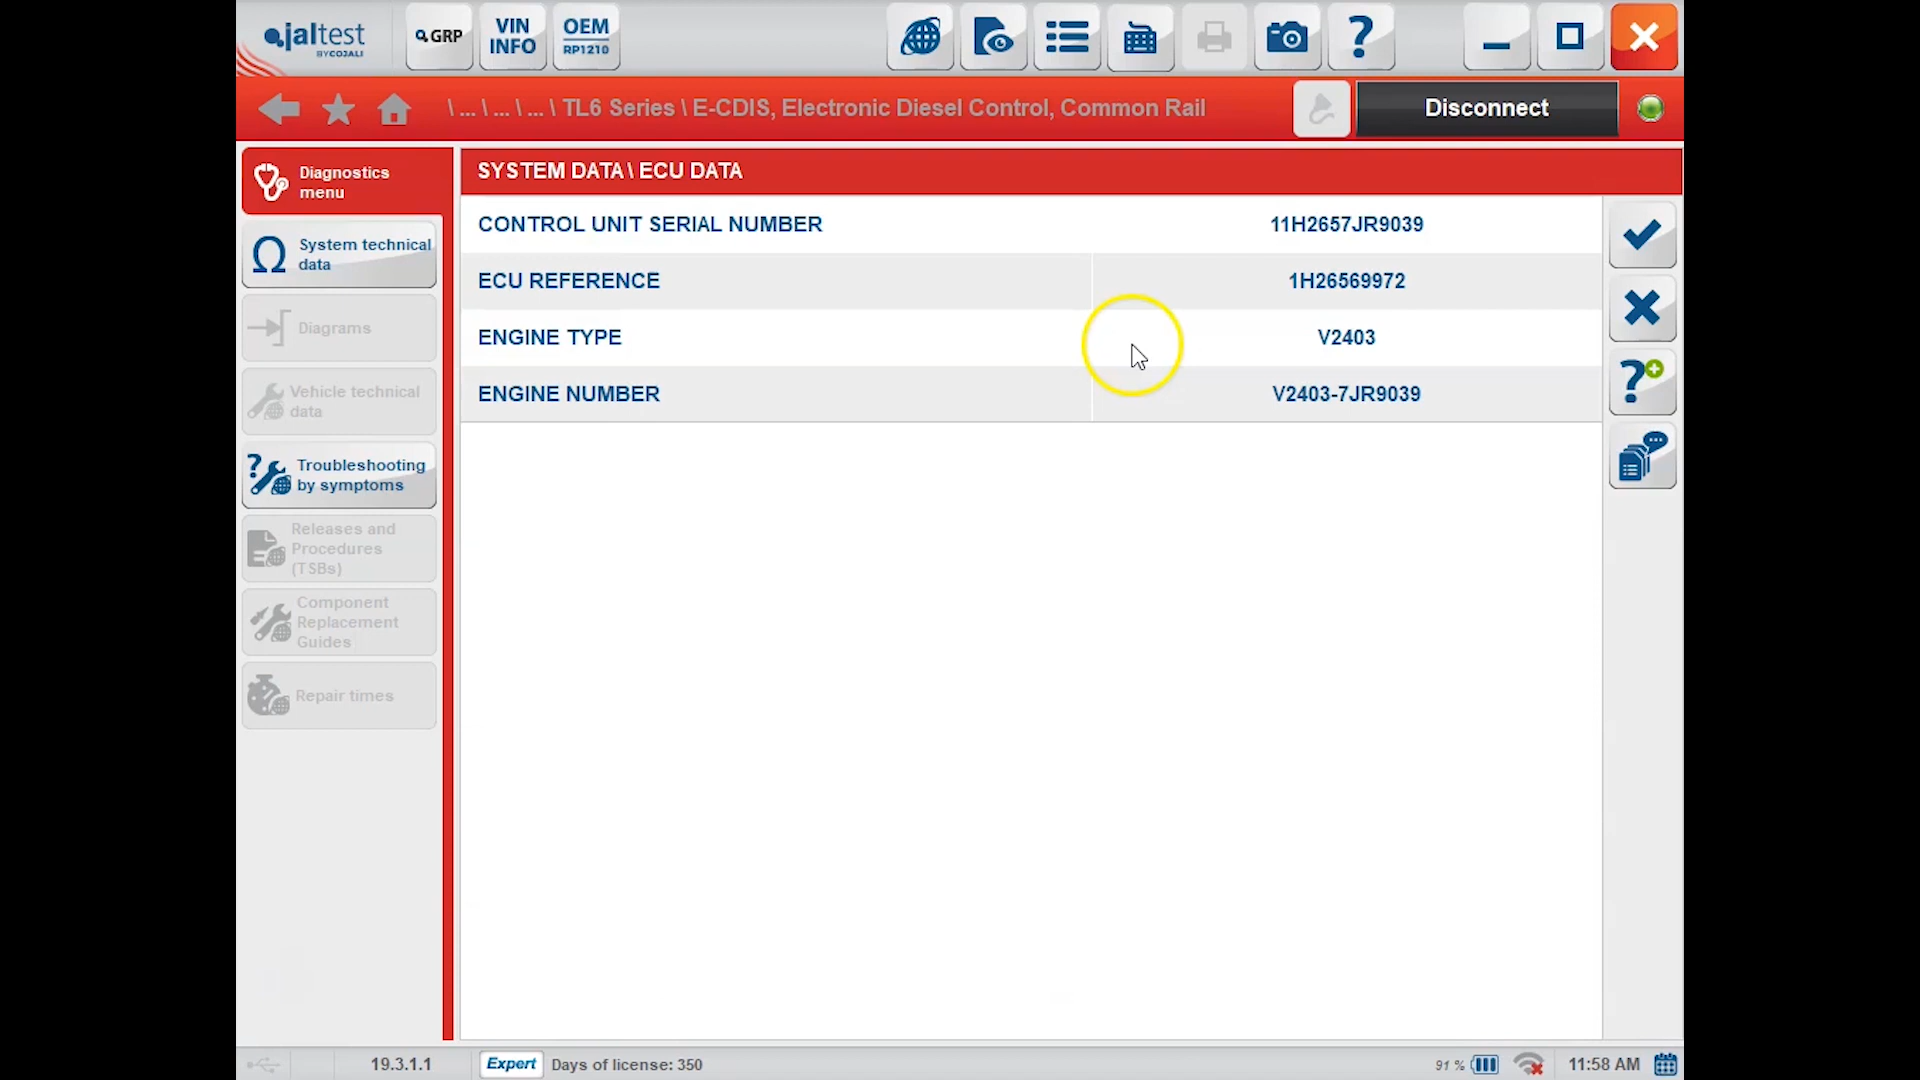 jaltest
BY COJALI
GRP
VIN
INFO
OEM
RP1210
?
\ ... \ ... \ ... \ TL6 Series \ E-CDIS, Electronic Diesel Control, Common Rail
Disconnect
Diagnostics
menu
System technical
data
Diagrams
Vehicle technical
data
Troubleshooting
by symptoms
Releases and
Procedures
(TSBs)
Component
Replacement
Guides
Repair times
SYSTEM DATA \ ECU DATA
CONTROL UNIT SERIAL NUMBER 11H2657JR9039
ECU REFERENCE 1H26569972
ENGINE TYPE V2403
ENGINE NUMBER V2403-7JR9039
19.3.1.1
Expert
Days of license: 350
91 %
11:58 AM